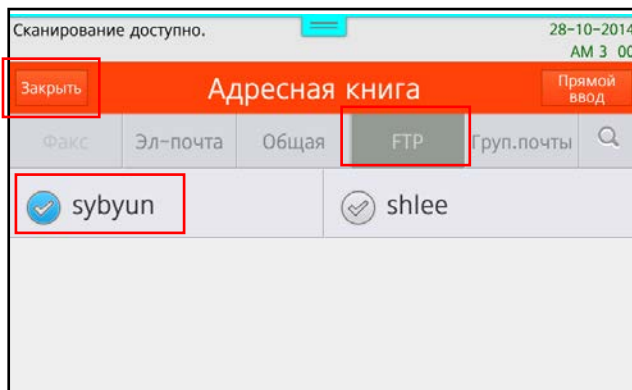 Сканирование доступно.
28-10-2014
AM 3 00
Закрыть
Адресная книга
Прямой
ввод
Факс
Эл-почта
Общая
FTP
Груп.почты
sybyun
shlee